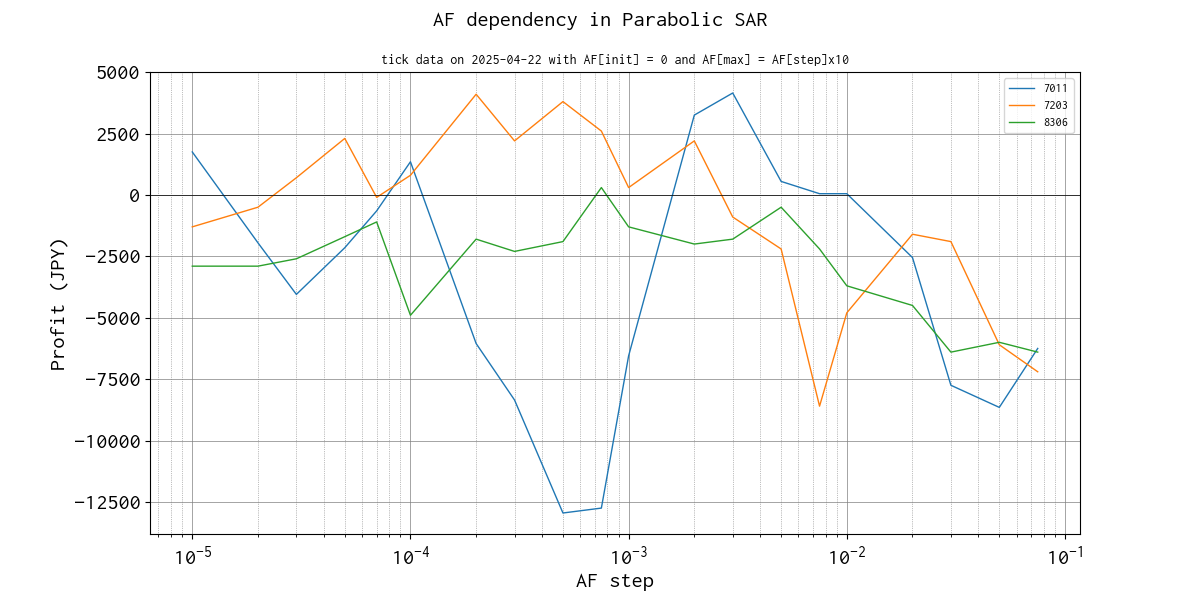 AF dependency in Parabolic SAR
tick data on 2025-04-22 with AF[init] = 0 and AF[max] = AF[step]x10
7011
7203
8306
5000
2500
0
−2500
−5000
−7500
−10000
−12500
Profit (JPY)
10⁻⁵ 10⁻⁴ 10⁻³ 10⁻² 10⁻¹
AF step